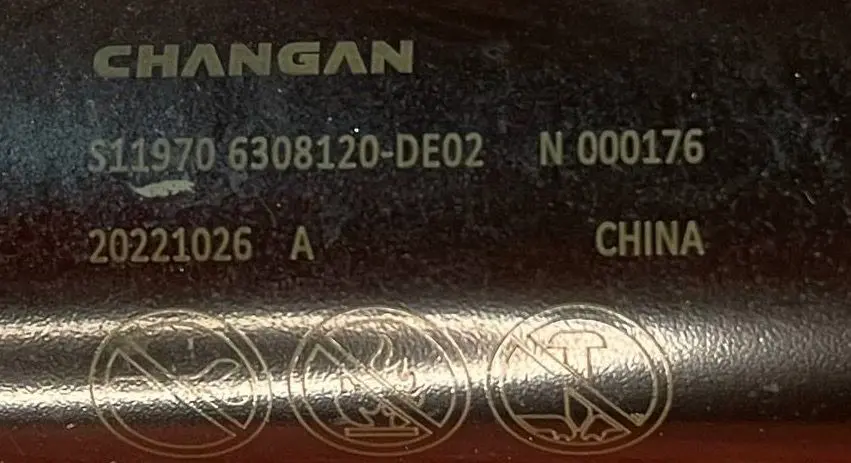 CHANGAN
S11970 6308120-DE02 N 000176
20221026 A CHINA